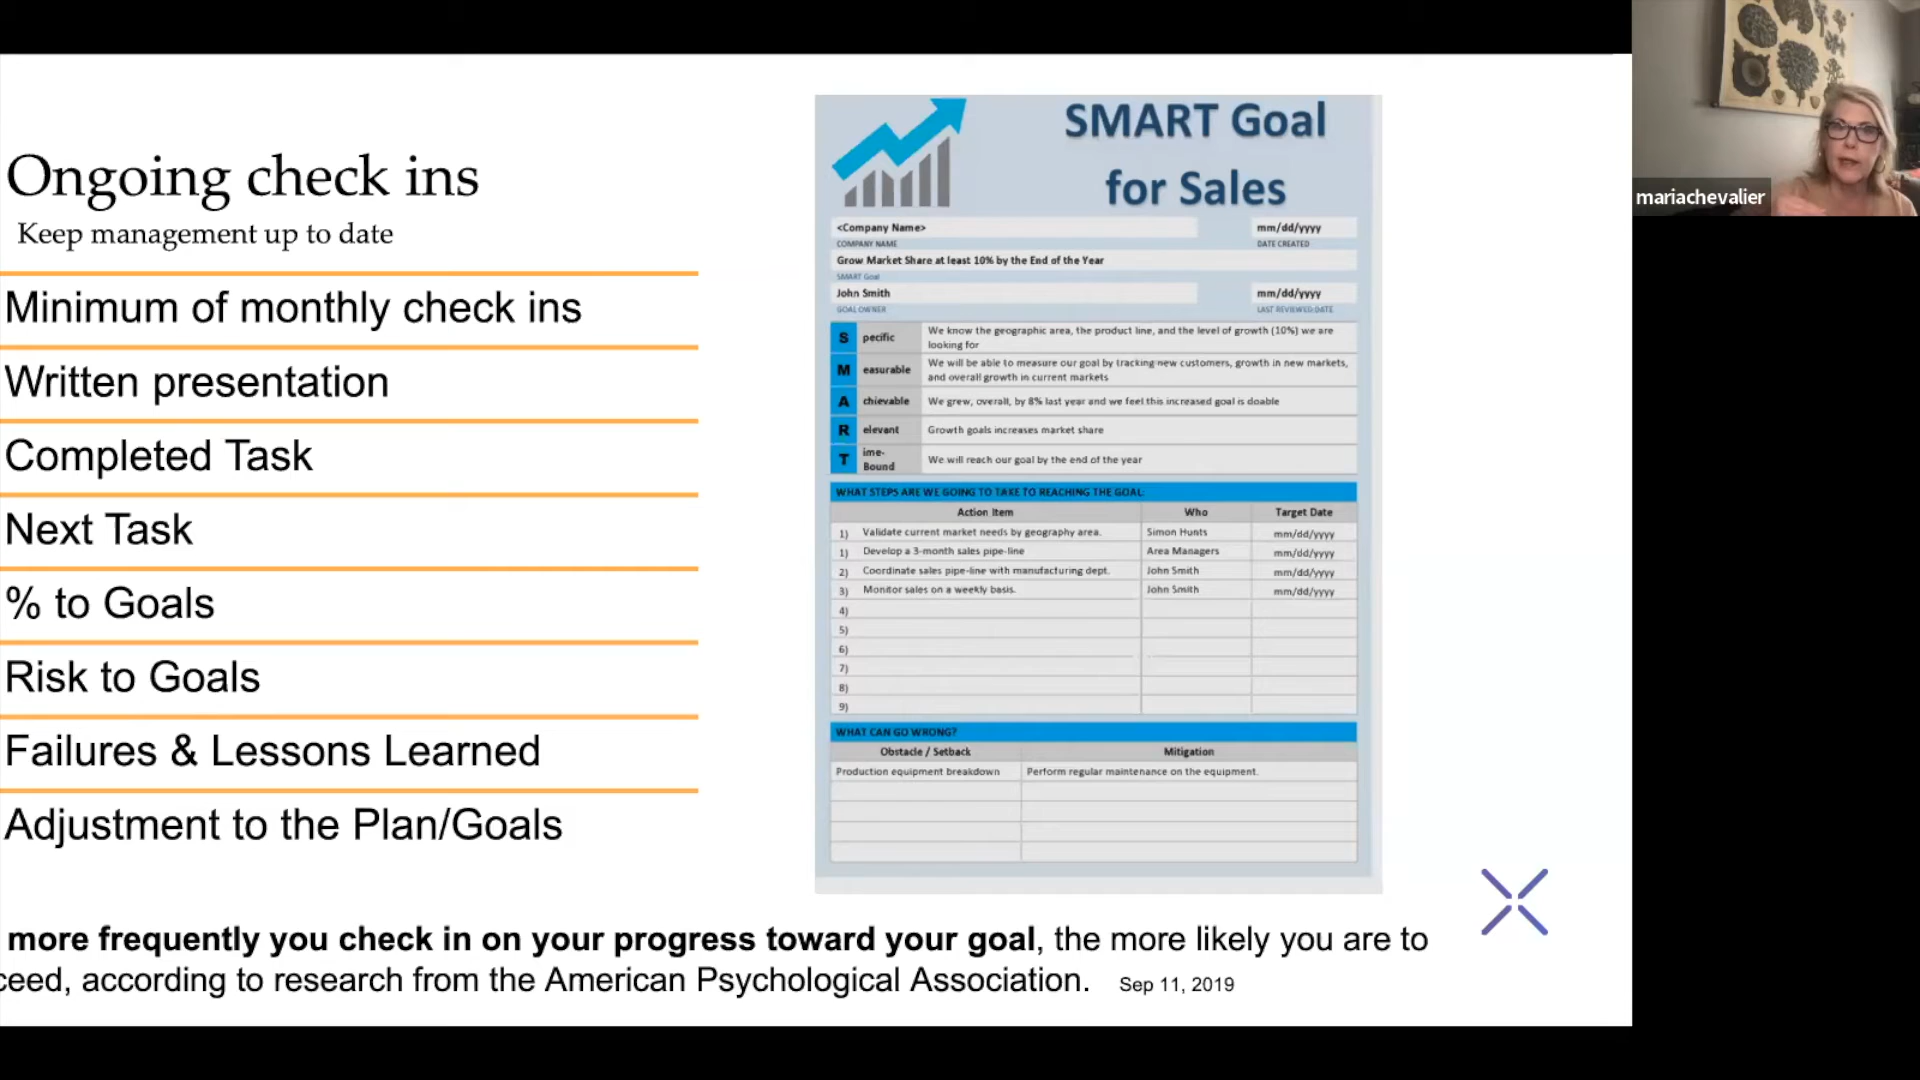 Ongoing check ins
Keep management up to date
Minimum of monthly check ins
Written presentation
Completed Task
Next Task
% to Goals
Risk to Goals
Failures & Lessons Learned
Adjustment to the Plan/Goals
SMART Goal
for Sales
<Company Name> mm/dd/yyyy
COMPANY NAME DATE CREATED
Grow Market Share at least 10% by the End of the Year
SMART Goal
John Smith mm/dd/yyyy
GOAL OWNER LAST REVIEWED DATE
S pecific We know the geographic area, the product line, and the level of growth (10%) we are
looking for
M easurable We will be able to measure our goal by tracking new customers, growth in new markets,
and overall growth in current markets
A chievable We grew, overall, by 8% last year and we feel this increased goal is doable
R elevant Growth goals increases market share
T ime-
Bound We will reach our goal by the end of the year
WHAT STEPS ARE WE GOING TO TAKE TO REACHING THE GOAL:
Action Item Who Target Date
1) Validate current market needs by geography area. Simon Hunts mm/dd/yyyy
1) Develop a 3-month sales pipe-line Area Managers mm/dd/yyyy
2) Coordinate sales pipe-line with manufacturing dept. John Smith mm/dd/yyyy
3) Monitor sales on a weekly basis. John Smith mm/dd/yyyy
4)
5)
6)
7)
8)
9)
WHAT CAN GO WRONG?
Obstacle / Setback Mitigation
Production equipment breakdown Perform regular maintenance on the equipment.
more frequently you check in on your progress toward your goal, the more likely you are to
ceed, according to research from the American Psychological Association. Sep 11, 2019
mariachevalier